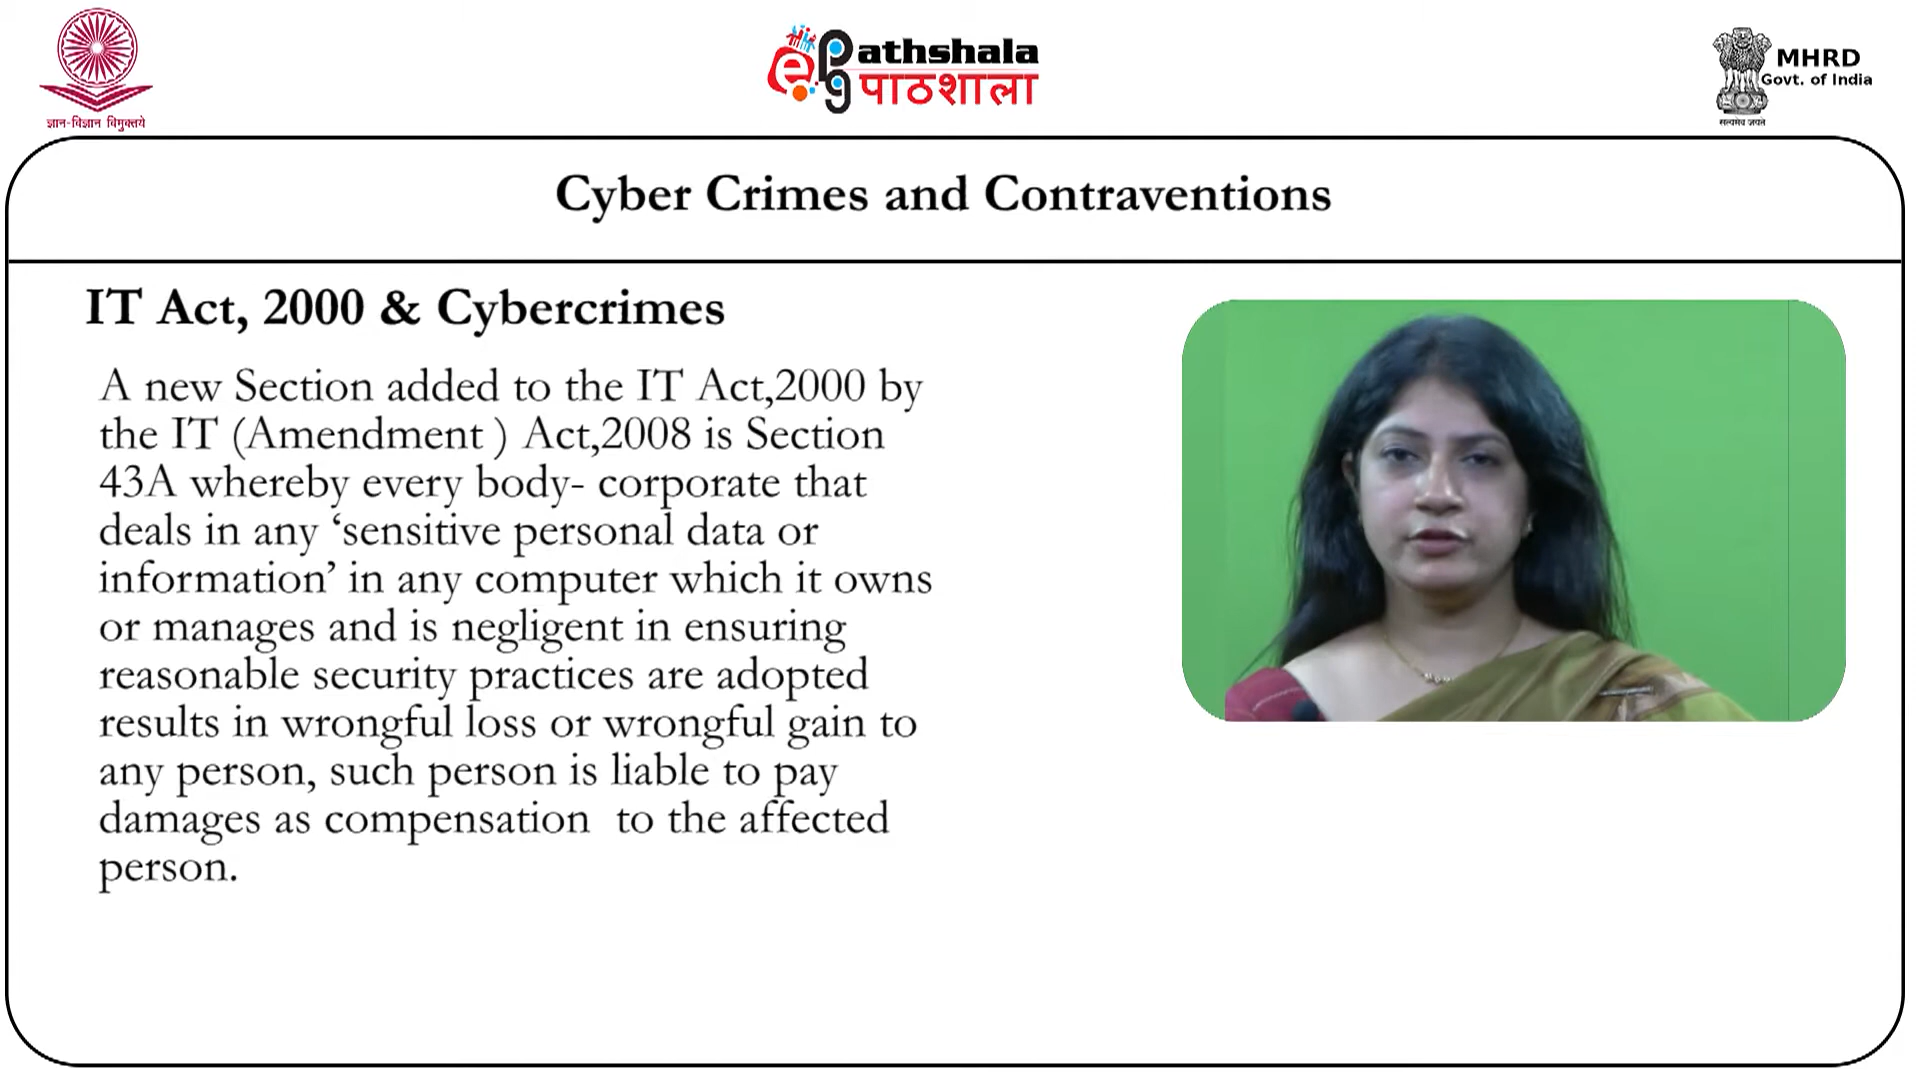 ज्ञान-विज्ञान विमुक्तये
e pg Pathshala
पाठशाला
MHRD
Govt. of India
सत्यमेव जयते
Cyber Crimes and Contraventions
IT Act, 2000 & Cybercrimes
A new Section added to the IT Act,2000 by
the IT (Amendment ) Act,2008 is Section
43A whereby every body- corporate that
deals in any ‘sensitive personal data or
information’ in any computer which it owns
or manages and is negligent in ensuring
reasonable security practices are adopted
results in wrongful loss or wrongful gain to
any person, such person is liable to pay
damages as compensation  to the affected
person.